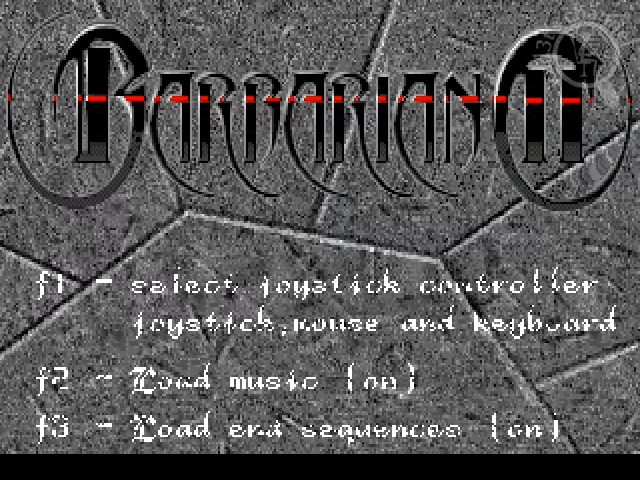 BARBARIAN II
f1 - select joystick controller
joystick,mouse and keyboard
f2 - Load music (on)
f3 - Load end sequences (on)